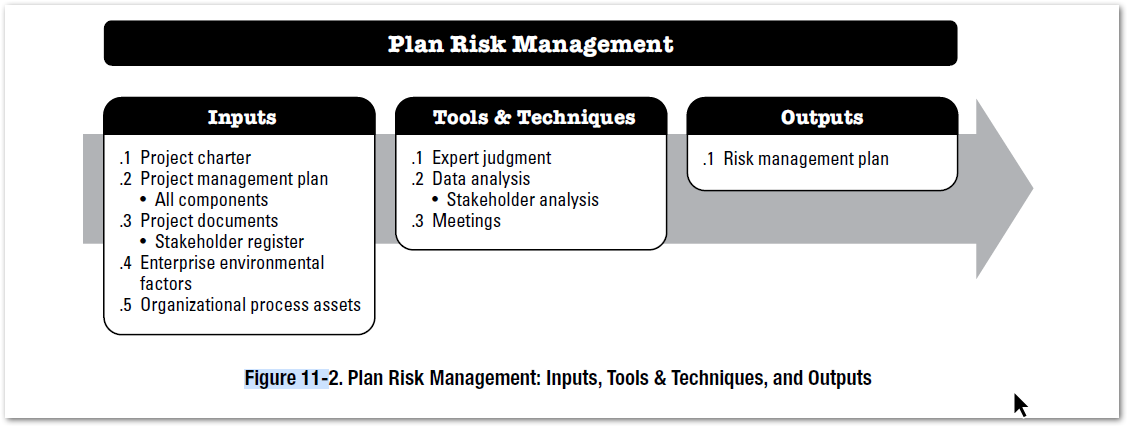 Plan Risk Management
Inputs
.1 Project charter
.2 Project management plan
• All components
.3 Project documents
• Stakeholder register
.4 Enterprise environmental
factors
.5 Organizational process assets
Tools & Techniques
.1 Expert judgment
.2 Data analysis
• Stakeholder analysis
.3 Meetings
Outputs
.1 Risk management plan
Figure 11-2. Plan Risk Management: Inputs, Tools & Techniques, and Outputs